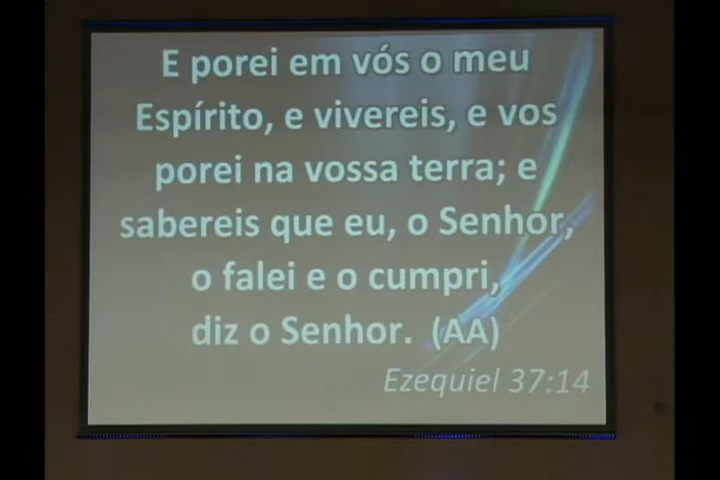 E porei em vós o meu
Espírito, e vivereis, e vos
porei na vossa terra; e
sabereis que eu, o Senhor,
o falei e o cumpri,
diz o Senhor. (AA)
Ezequiel 37:14